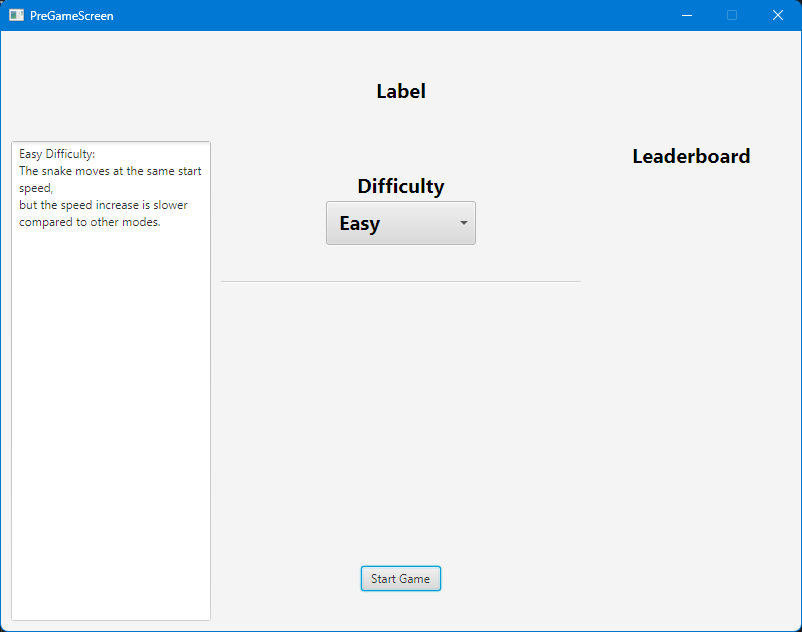 PreGameScreen
Label
Easy Difficulty:
The snake moves at the same start
speed,
but the speed increase is slower
compared to other modes.
Difficulty
Easy
Leaderboard
Start Game